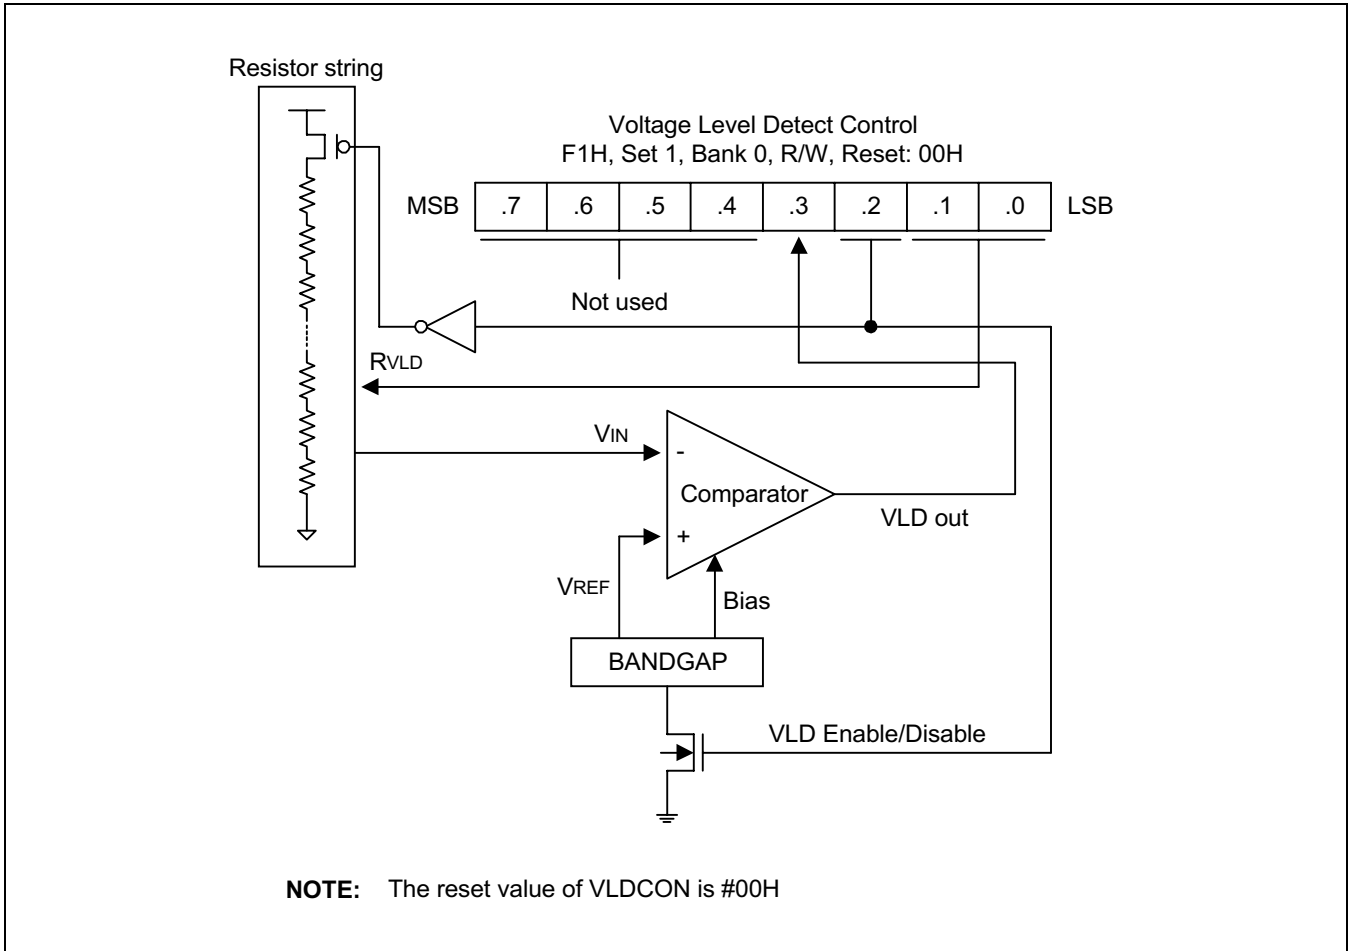 Resistor string
Voltage Level Detect Control
F1H, Set 1, Bank 0, R/W, Reset: 00H
MSB .7 .6 .5 .4 .3 .2 .1 .0 LSB
Not used
RVLD
VIN
-
Comparator
VLD out
+
VREF
Bias
BANDGAP
VLD Enable/Disable
NOTE: The reset value of VLDCON is #00H